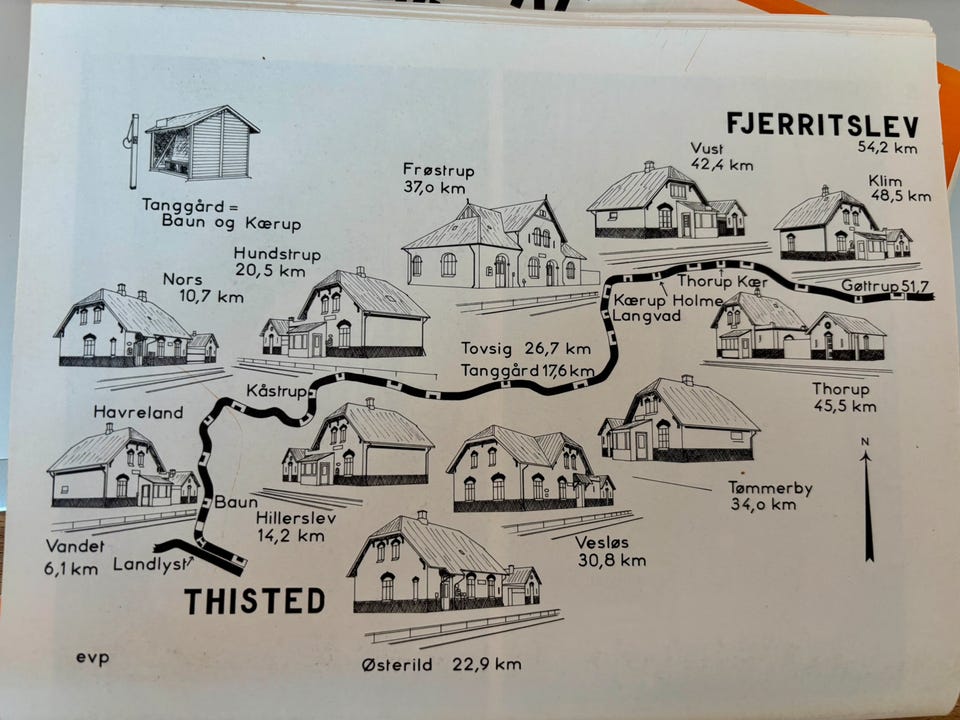 FJERRITSLEV
54,2 km
Vust
42,4 km
Frøstrup
37,0 km
Klim
48,5 km
Tanggård =
Baun og Kærup
Hundstrup
20,5 km
Nors
10,7 km
Thorup Kær
Gøttrup 51,7
Kærup Holme
Langvad
Tovsig 26,7 km
Tanggård 17,6 km
Kåstrup
Thorup
45,5 km
Havreland
N
Baun
Hillerslev
14,2 km
Tømmerby
34,0 km
Vandet
6,1 km
Landlyst
Vesløs
30,8 km
THISTED
evp
Østerild 22,9 km